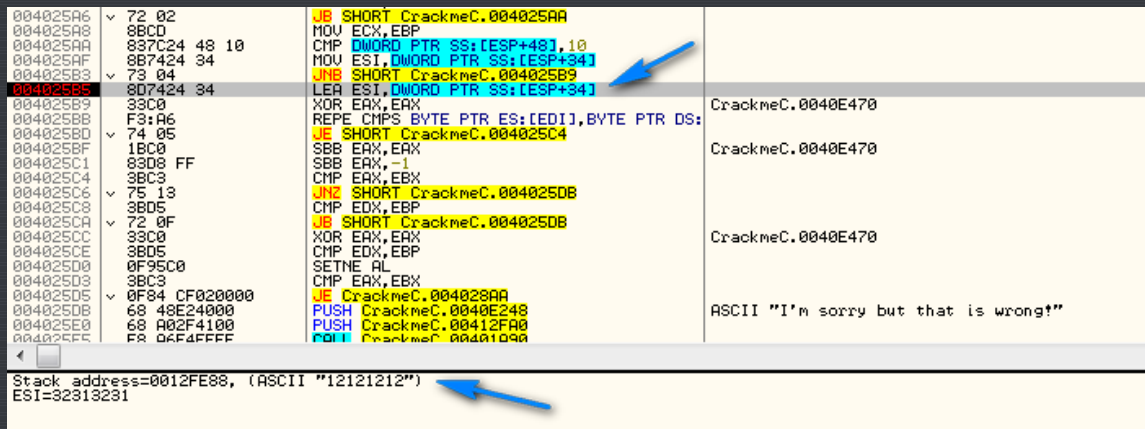 004025A6 v 72 02 JB SHORT CrackmeC.004025AA
004025A8 8BCD MOV ECX,EBP
004025AA 837C24 48 10 CMP DWORD PTR SS:[ESP+48],10
004025AF 8B7424 34 MOV ESI,DWORD PTR SS:[ESP+34]
004025B3 v 73 04 JNB SHORT CrackmeC.004025B9
004025B5 8D7424 34 LEA ESI,DWORD PTR SS:[ESP+34]
004025B9 33C0 XOR EAX,EAX CrackmeC.0040E470
004025BB F3:A6 REPE CMPS BYTE PTR ES:[EDI],BYTE PTR DS:
004025BD v 74 05 JE SHORT CrackmeC.004025C4
004025BF 1BC0 SBB EAX,EAX CrackmeC.0040E470
004025C1 83D8 FF SBB EAX,-1
004025C4 3BC3 CMP EAX,EBX
004025C6 v 75 13 JNZ SHORT CrackmeC.004025DB
004025C8 3BD5 CMP EDX,EBP
004025CA v 72 0F JB SHORT CrackmeC.004025DB
004025CC 33C0 XOR EAX,EAX CrackmeC.0040E470
004025CE 3BD5 CMP EDX,EBP
004025D0 0F95C0 SETNE AL
004025D3 3BC3 CMP EAX,EBX
004025D5 v 0F84 CF020000 JE CrackmeC.004028AA
004025DB 68 48E24000 PUSH CrackmeC.0040E248 ASCII "I'm sorry but that is wrong!"
004025E0 68 A02F4100 PUSH CrackmeC.00412FA0
004025E5 E8 A6F4FFFF CALL CrackmeC.00401A90
Stack address=0012FE88, (ASCII "12121212")
ESI=32313231